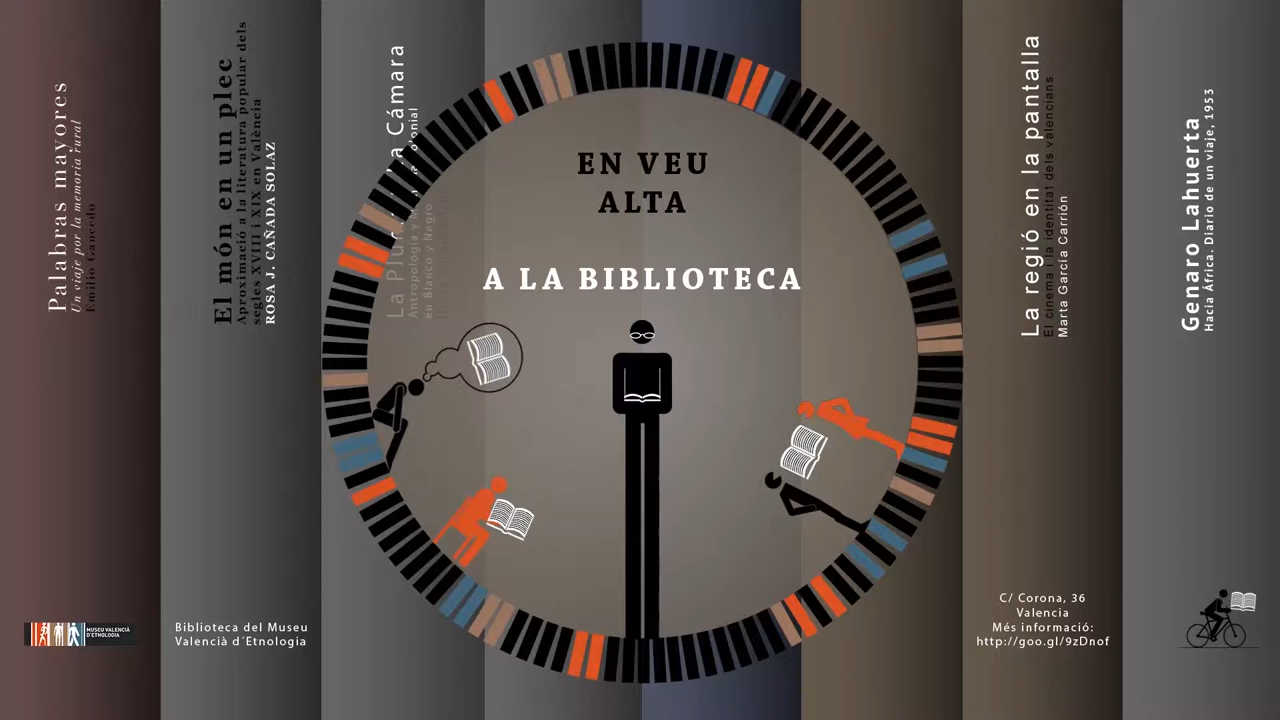 Palabras mayores
Un viaje por la memoria rural
Emilio Gancedo
El món en un plec
Aproximació a la literatura popular dels
segles XVIII i XIX en València
ROSA J. CAÑADA SOLAZ
Cámara
Antropología y
en Blanco y Negro
EN VEU
ALTA
A LA BIBLIOTECA
La regió en la pantalla
El cinema i la identitat dels valencians
Marta García Carrión
Genaro Lahuerta
Hacia África. Diario de un viaje, 1953
MUSEU VALENCIÀ
D'ETNOLOGIA
Biblioteca del Museu
Valencià d´Etnologia
C/ Corona, 36
Valencia
Més informació:
http://goo.gl/9zDnof